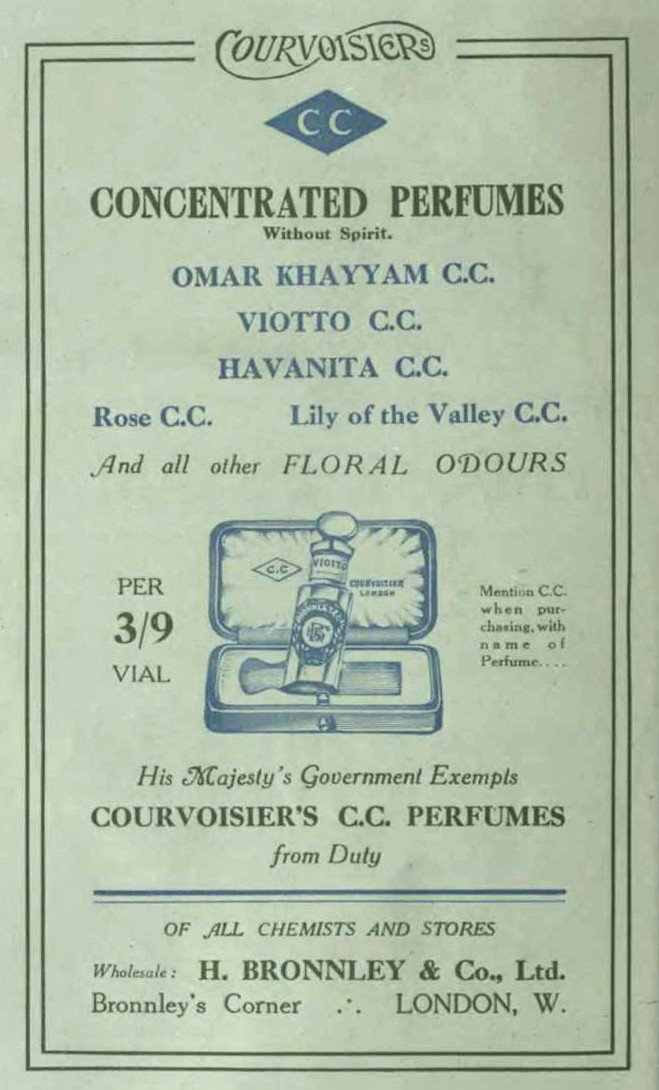 COURVOISIERS
C C
CONCENTRATED PERFUMES
Without Spirit.
OMAR KHAYYAM C.C.
VIOTTO C.C.
HAVANITA C.C.
Rose C.C. Lily of the Valley C.C.
And all other FLORAL ODOURS
C.C.
VIOTTO
COURVOISIER
LONDON
PER
3/9
VIAL
Mention C.C.
when pur-
chasing, with
name of
Perfume....
His Majesty's Government Exempts
COURVOISIER'S C.C. PERFUMES
from Duty
OF ALL CHEMISTS AND STORES
Wholesale: H. BRONNLEY & Co., Ltd.
Bronnley's Corner ∴ LONDON, W.